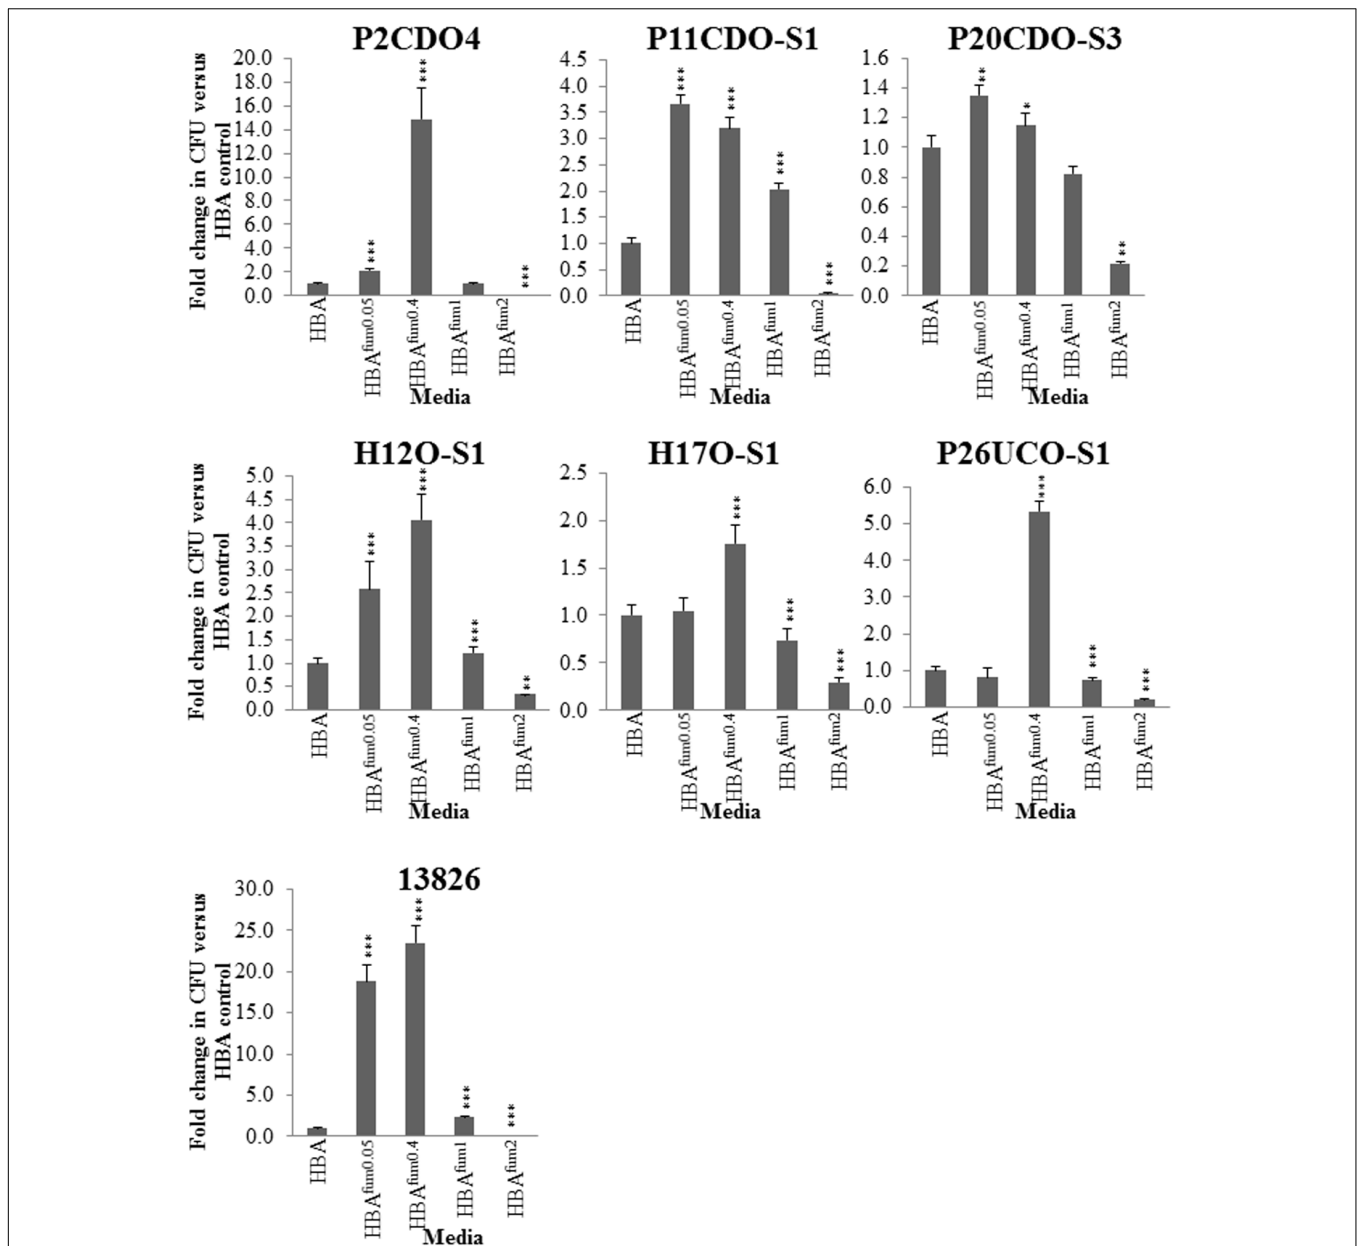 P2CDO4 P11CDO-S1 P20CDO-S3
Fold change in CFU versus
HBA control
20.0
18.0
16.0
14.0
12.0
10.0
8.0
6.0
4.0
2.0
0.0
***
***
***
HBA
HBAfum0.05
HBAfum0.4
HBAfum1
HBAfum2
Media
4.5
4.0
3.5
3.0
2.5
2.0
1.5
1.0
0.5
0.0
***
***
***
***
HBA
HBAfum0.05
HBAfum0.4
HBAfum1
HBAfum2
Media
1.6
1.4
1.2
1.0
0.8
0.6
0.4
0.2
0.0
**
*
**
HBA
HBAfum0.05
HBAfum0.4
HBAfum1
HBAfum2
Media
H12O-S1 H17O-S1 P26UCO-S1
Fold change in CFU versus
HBA control
5.0
4.5
4.0
3.5
3.0
2.5
2.0
1.5
1.0
0.5
0.0
***
***
***
**
HBA
HBAfum0.05
HBAfum0.4
HBAfum1
HBAfum2
Media
2.5
2.0
1.5
1.0
0.5
0.0
***
***
***
HBA
HBAfum0.05
HBAfum0.4
HBAfum1
HBAfum2
Media
6.0
5.0
4.0
3.0
2.0
1.0
0.0
***
***
***
HBA
HBAfum0.05
HBAfum0.4
HBAfum1
HBAfum2
Media
13826
Fold change in CFU versus
HBA control
30.0
25.0
20.0
15.0
10.0
5.0
0.0
***
***
***
***
HBA
HBAfum0.05
HBAfum0.4
HBAfum1
HBAfum2
Media